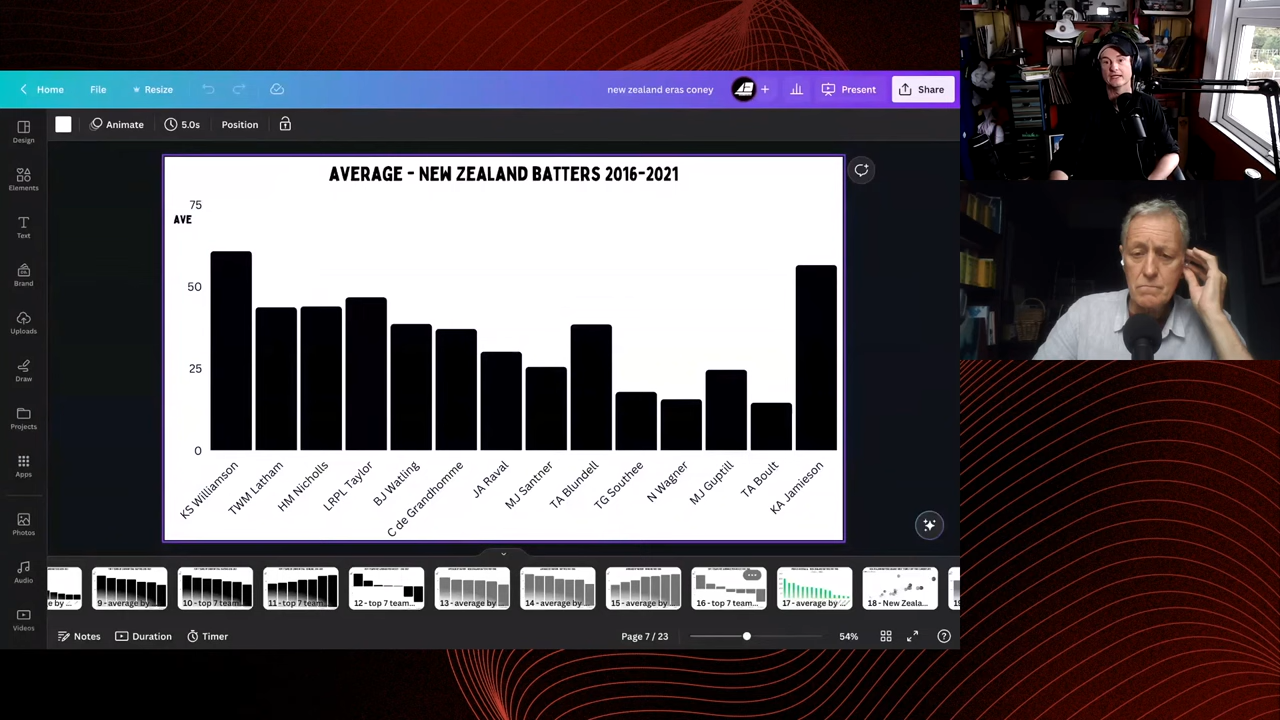 Home
File
Resize
new zealand eras coney
Present
Share
Design
Animate
5.0s
Position
Elements
Text
Brand
Uploads
Draw
Projects
Apps
Photos
Audio
Videos
AVERAGE - NEW ZEALAND BATTERS 2016-2021
75
AVE
50
25
0
KS Williamson
TWM Latham
HM Nicholls
LRPL Taylor
BJ Watling
C de Grandhomme
JA Raval
MJ Santner
TA Blundell
TG Southee
N Wagner
MJ Guptill
TA Boult
KA Jamieson
e by ...
9 - average by ...
10 - top 7 team...
11 - top 7 team...
12 - top 7 team...
13 - average by ...
14 - average by ...
15 - average by ...
16 - top 7 team...
17 - average by ...
18 - New Zeala...
19
Notes
Duration
Timer
Page 7 / 23
54%